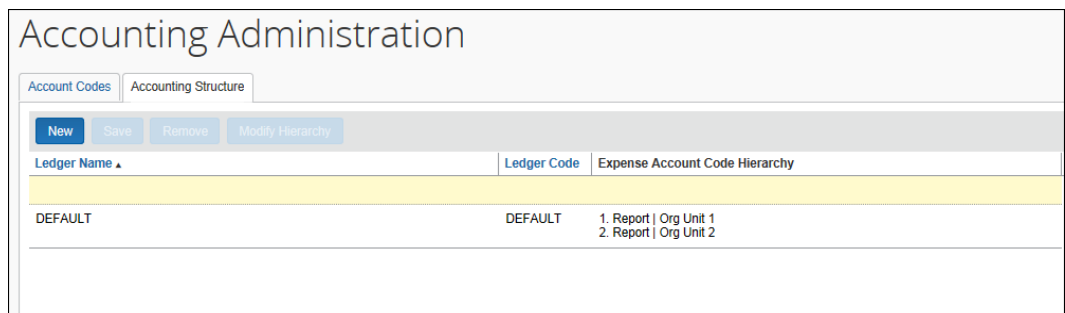 Accounting Administration
Account Codes Accounting Structure
New Save Remove Modify Hierarchy
Ledger Name ▲ Ledger Code Expense Account Code Hierarchy
DEFAULT DEFAULT 1. Report | Org Unit 1
2. Report | Org Unit 2